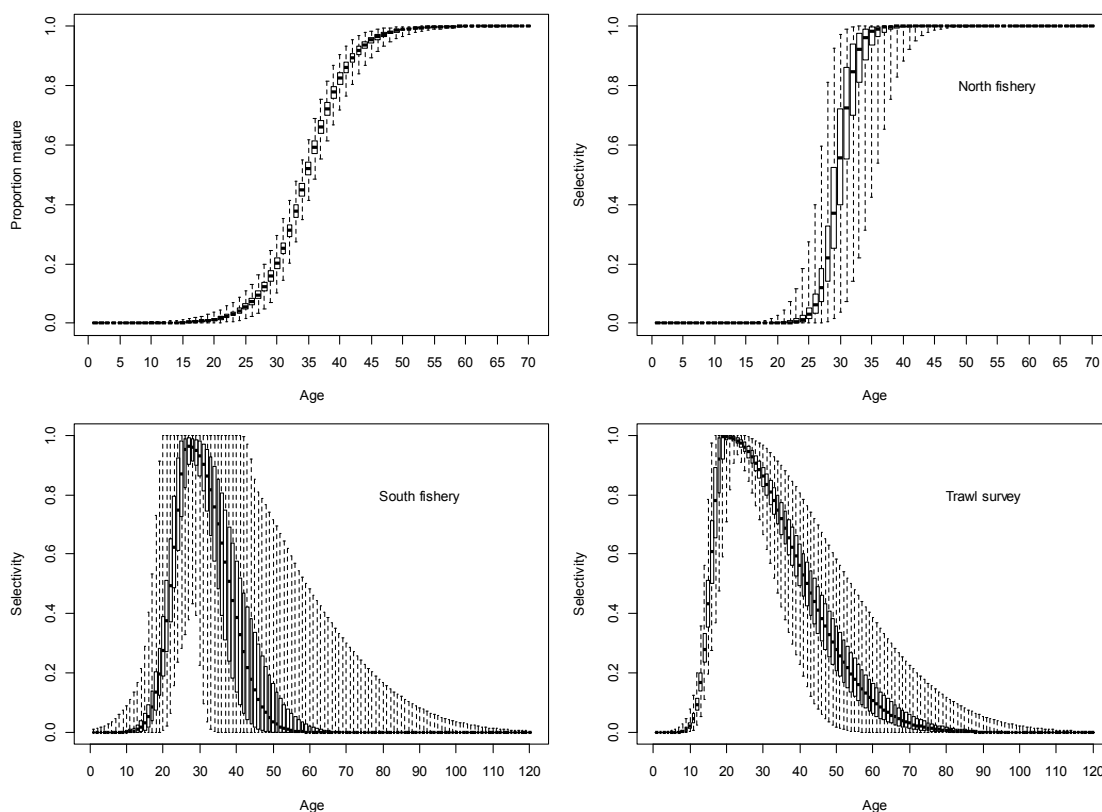 Proportion mature
0.0 0.2 0.4 0.6 0.8 1.0
0 5 10 15 20 25 30 35 40 45 50 55 60 65 70
Age
Selectivity
0.0 0.2 0.4 0.6 0.8 1.0
North fishery
0 5 10 15 20 25 30 35 40 45 50 55 60 65 70
Age
Selectivity
0.0 0.2 0.4 0.6 0.8 1.0
South fishery
0 10 20 30 40 50 60 70 80 90 100 110 120
Age
Selectivity
0.0 0.2 0.4 0.6 0.8 1.0
Trawl survey
0 10 20 30 40 50 60 70 80 90 100 110 120
Age